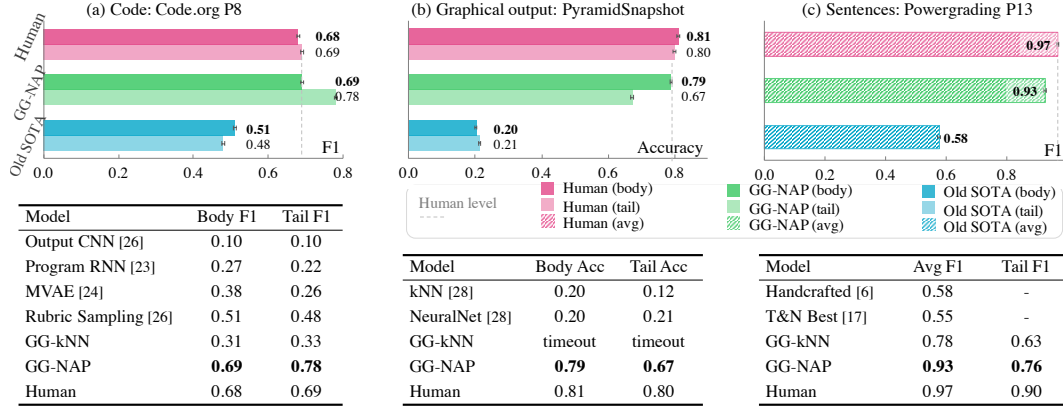 (a) Code: Code.org P8
Human
0.68
0.69
GG-NAP
0.69
0.78
Old SOTA
0.51
0.48
F1
0.0 0.2 0.4 0.6 0.8
(b) Graphical output: PyramidSnapshot
0.81
0.80
0.79
0.67
0.20
0.21
Accuracy
0.0 0.2 0.4 0.6 0.8
(c) Sentences: Powergrading P13
0.97
0.93
0.58
F1
0.0 0.2 0.4 0.6 0.8
Human level
Human (body) GG-NAP (body) Old SOTA (body)
Human (tail) GG-NAP (tail) Old SOTA (tail)
Human (avg) GG-NAP (avg) Old SOTA (avg)
Model Body F1 Tail F1
Output CNN [26] 0.10 0.10
Program RNN [23] 0.27 0.22
MVAE [24] 0.38 0.26
Rubric Sampling [26] 0.51 0.48
GG-kNN 0.31 0.33
GG-NAP 0.69 0.78
Human 0.68 0.69
Model Body Acc Tail Acc
kNN [28] 0.20 0.12
NeuralNet [28] 0.20 0.21
GG-kNN timeout timeout
GG-NAP 0.79 0.67
Human 0.81 0.80
Model Avg F1 Tail F1
Handcrafted [6] 0.58 -
T&N Best [17] 0.55 -
GG-kNN 0.78 0.63
GG-NAP 0.93 0.76
Human 0.97 0.90